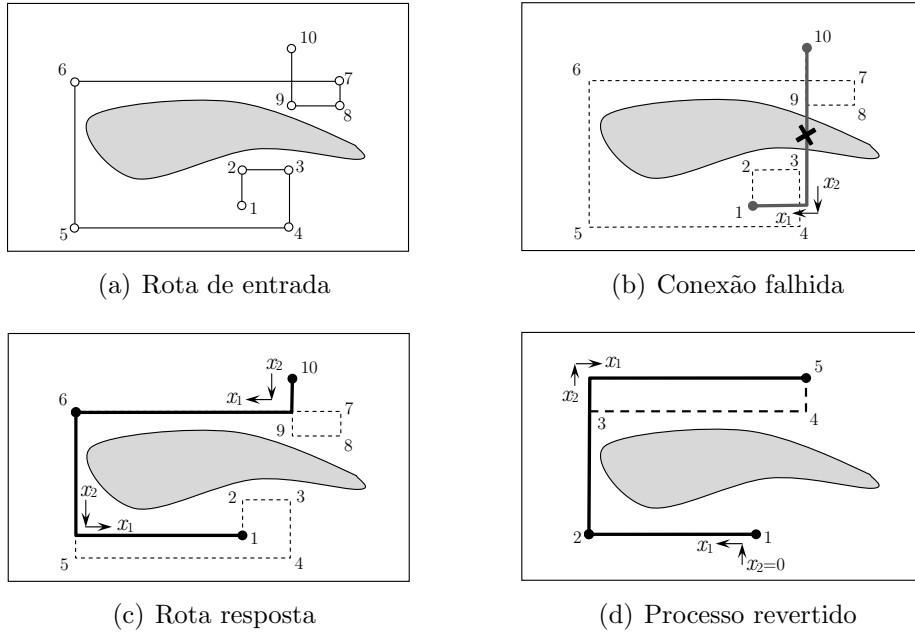 10
6
7
9
8
2
3
1
5
4
(a) Rota de entrada
10
6
7
9
8
2
3
x2
1
x1
5
4
(b) Conexão falhida
x2
10
x1
6
7
9
8
x2
2
3
x1
1
5
4
(c) Rota resposta
x1
5
x2
3
4
2
1
x1
x2=0
(d) Processo revertido